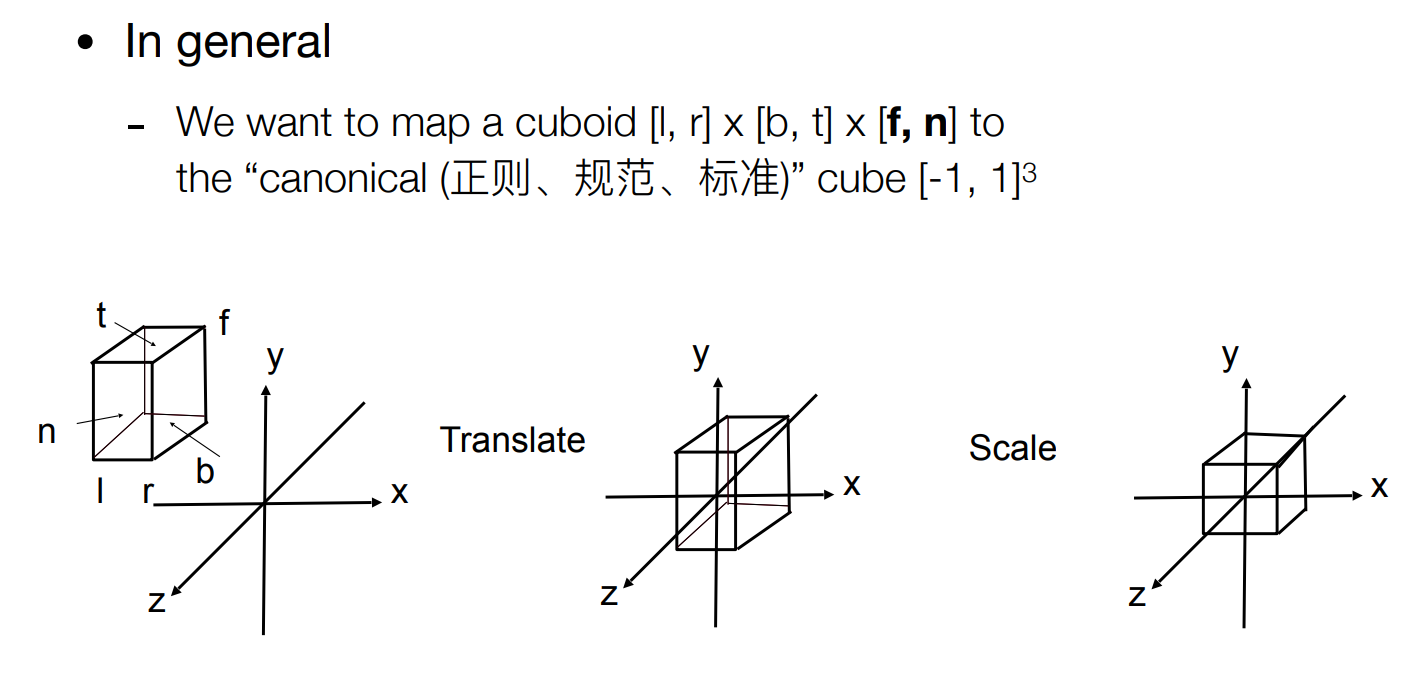 • In general
- We want to map a cuboid [l, r] x [b, t] x [f, n] to
the “canonical (正则、规范、标准)” cube [-1, 1]³
t
f
y
n
b
l
r
x
z
Translate
y
x
z
Scale
y
x
z